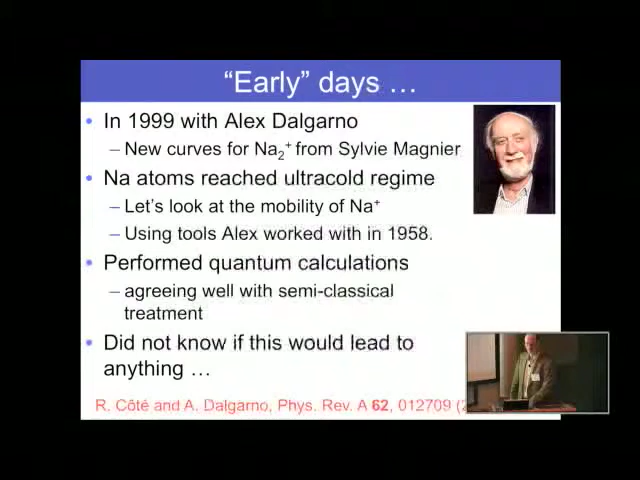 “Early” days …
• In 1999 with Alex Dalgarno
– New curves for Na₂⁺ from Sylvie Magnier
• Na atoms reached ultracold regime
– Let’s look at the mobility of Na⁺
– Using tools Alex worked with in 1958.
• Performed quantum calculations
– agreeing well with semi-classical
treatment
• Did not know if this would lead to
anything …
R. Côté and A. Dalgarno, Phys. Rev. A 62, 012709